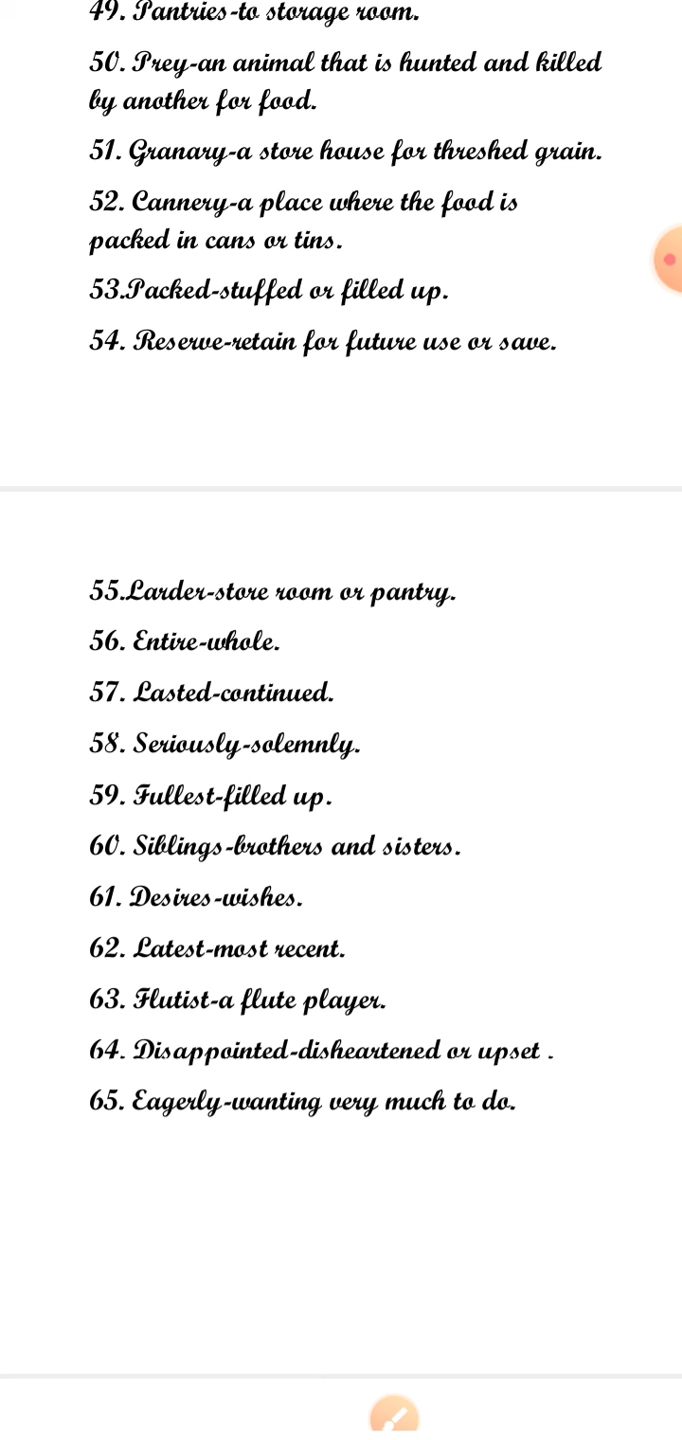 49. Pantries-to storage room.
50. Prey-an animal that is hunted and killed
by another for food.
51. Granary-a store house for threshed grain.
52. Cannery-a place where the food is
packed in cans or tins.
53.Packed-stuffed or filled up.
54. Reserve-retain for future use or save.
55.Larder-store room or pantry.
56. Entire-whole.
57. Lasted-continued.
58. Seriously-solemnly.
59. Fullest-filled up.
60. Siblings-brothers and sisters.
61. Desires-wishes.
62. Latest-most recent.
63. Flutist-a flute player.
64. Disappointed-disheartened or upset .
65. Eagerly-wanting very much to do.